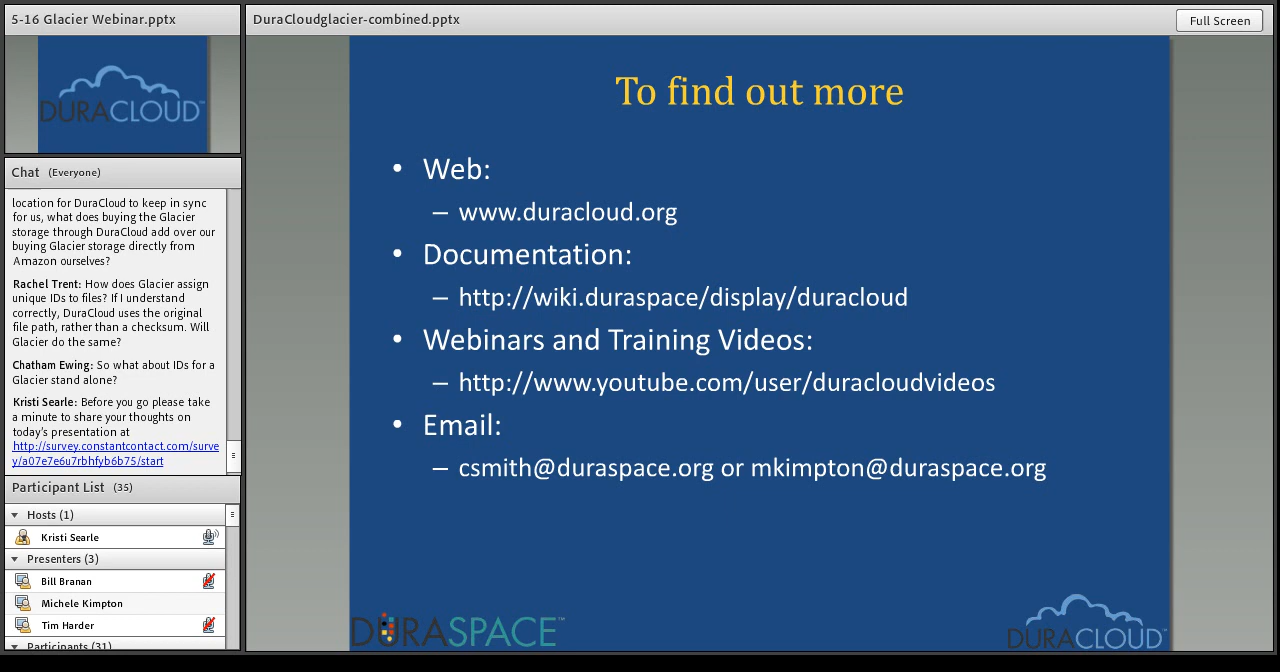 5-16 Glacier Webinar.pptx
DURACLOUD™
Chat (Everyone)
location for DuraCloud to keep in sync
for us, what does buying the Glacier
storage through DuraCloud add over our
buying Glacier storage directly from
Amazon ourselves?
Rachel Trent: How does Glacier assign
unique IDs to files? If I understand
correctly, DuraCloud uses the original
file path, rather than a checksum. Will
Glacier do the same?
Chatham Ewing: So what about IDs for a
Glacier stand alone?
Kristi Searle: Before you go please take
a minute to share your thoughts on
today's presentation at
http://survey.constantcontact.com/surve
y/a07e7e6u7rbhfyb6b75/start
Participant List (35)
Hosts (1)
Kristi Searle
Presenters (3)
Bill Branan
Michele Kimpton
Tim Harder
Participants (31)
DuraCloudglacier-combined.pptx
Full Screen
To find out more
• Web:
– www.duracloud.org
• Documentation:
– http://wiki.duraspace/display/duracloud
• Webinars and Training Videos:
– http://www.youtube.com/user/duracloudvideos
• Email:
– csmith@duraspace.org or mkimpton@duraspace.org
DURASPACE™
DURACLOUD™